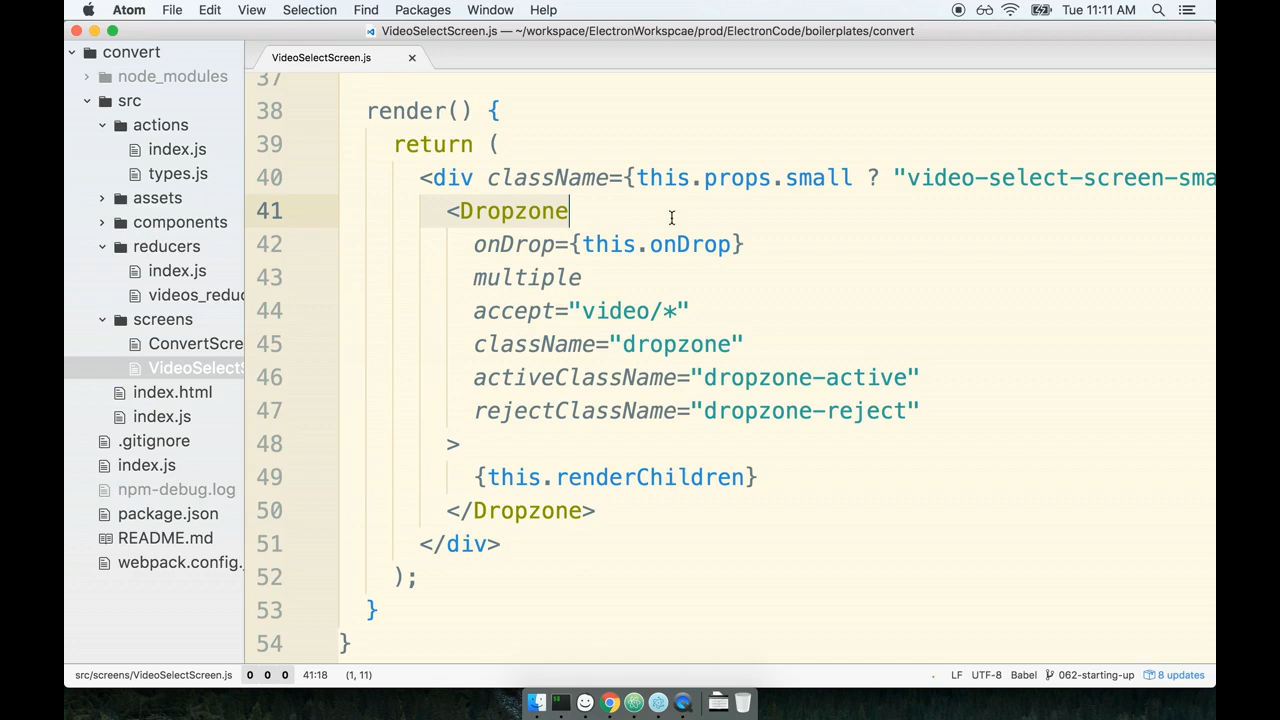 Atom File Edit View Selection Find Packages Window Help Tue 11:11 AM
VideoSelectScreen.js — ~/workspace/ElectronWorkspcae/prod/ElectronCode/boilerplates/convert
convert
node_modules
src
actions
index.js
types.js
assets
components
reducers
index.js
videos_reduc
screens
ConvertScre
VideoSelectS
index.html
index.js
.gitignore
index.js
npm-debug.log
package.json
README.md
webpack.config.
VideoSelectScreen.js
37
38 render() {
39 return (
40 <div className={this.props.small ? "video-select-screen-sma
41 <Dropzone
42 onDrop={this.onDrop}
43 multiple
44 accept="video/*"
45 className="dropzone"
46 activeClassName="dropzone-active"
47 rejectClassName="dropzone-reject"
48 >
49 {this.renderChildren}
50 </Dropzone>
51 </div>
52 );
53 }
54 }
src/screens/VideoSelectScreen.js 0 0 0 41:18 (1, 11) LF UTF-8 Babel 062-starting-up 8 updates